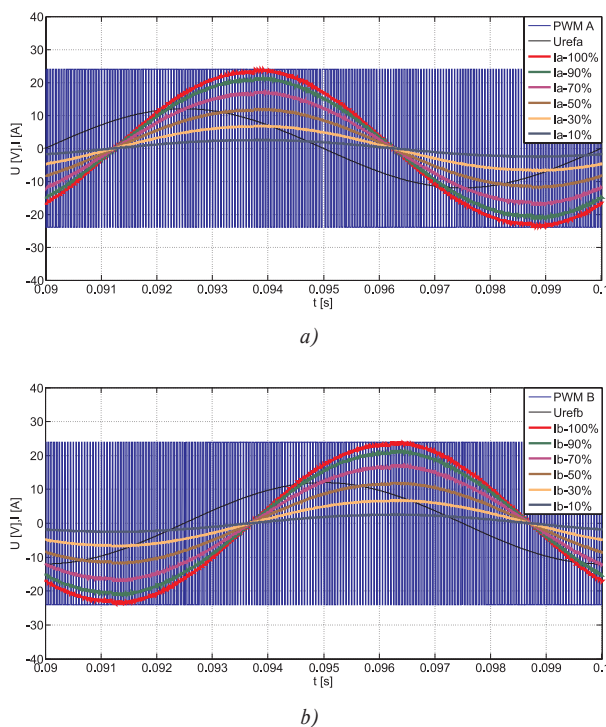 40
30
20
10
0
-10
-20
-30
-40
U [V],I [A]
0.09
0.091
0.092
0.093
0.094
0.095
0.096
0.097
0.098
0.099
0.1
t [s]
PWM A
Urefa
Ia-100%
Ia-90%
Ia-70%
Ia-50%
Ia-30%
Ia-10%
a)
40
30
20
10
0
-10
-20
-30
-40
U [V],I [A]
0.09
0.091
0.092
0.093
0.094
0.095
0.096
0.097
0.098
0.099
0.1
t [s]
PWM B
Urefb
Ib-100%
Ib-90%
Ib-70%
Ib-50%
Ib-30%
Ib-10%
b)